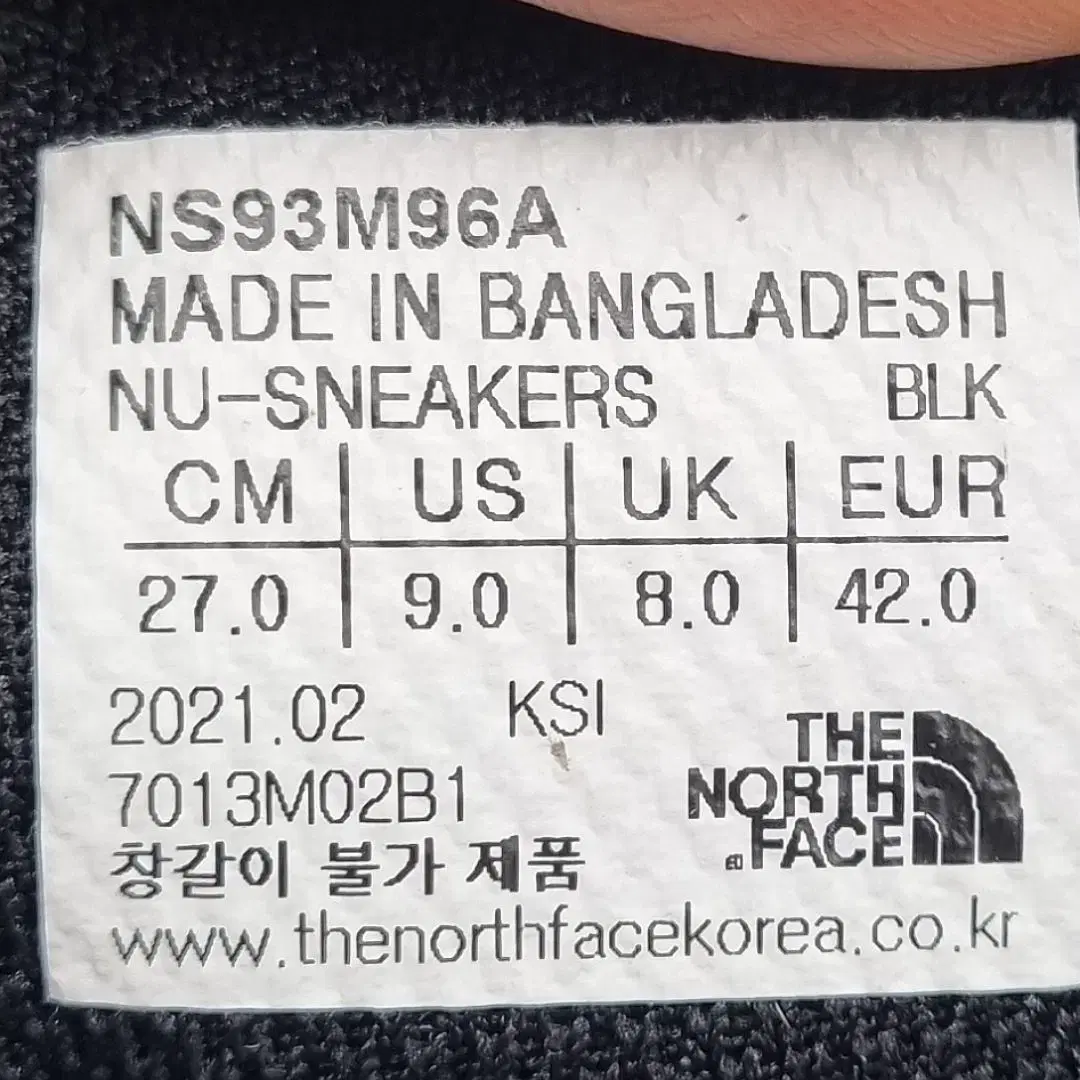 NS93M96A
MADE IN BANGLADESH
NU-SNEAKERS BLK
CM US UK EUR
27.0 9.0 8.0 42.0
2021.02 KSI
7013M02B1
창갈이 불가 제품
THE
NORTH
FACE
www.thenorthfacekorea.co.kr